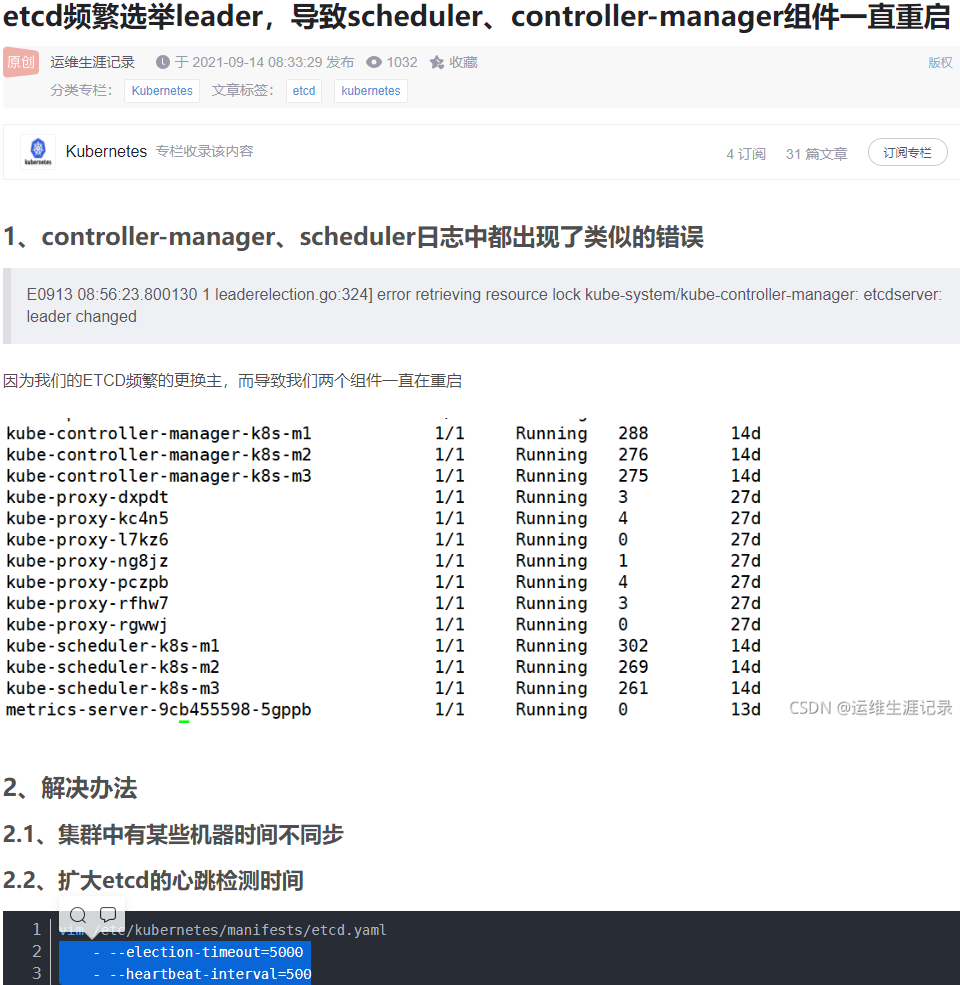 etcd频繁选举leader，导致scheduler、controller-manager组件一直重启
原创 运维生涯记录 于 2021-09-14 08:33:29 发布 1032 收藏 版权
分类专栏： Kubernetes 文章标签： etcd kubernetes
kubernetes Kubernetes 专栏收录该内容 4 订阅 31 篇文章 订阅专栏
1、controller-manager、scheduler日志中都出现了类似的错误
E0913 08:56:23.800130 1 leaderelection.go:324] error retrieving resource lock kube-system/kube-controller-manager: etcdserver:
leader changed
因为我们的ETCD频繁的更换主，而导致我们两个组件一直在重启
kube-controller-manager-k8s-m1 1/1 Running 288 14d
kube-controller-manager-k8s-m2 1/1 Running 276 14d
kube-controller-manager-k8s-m3 1/1 Running 275 14d
kube-proxy-dxpdt 1/1 Running 3 27d
kube-proxy-kc4n5 1/1 Running 4 27d
kube-proxy-l7kz6 1/1 Running 0 27d
kube-proxy-ng8jz 1/1 Running 1 27d
kube-proxy-pczpb 1/1 Running 4 27d
kube-proxy-rfhw7 1/1 Running 3 27d
kube-proxy-rgwwj 1/1 Running 0 27d
kube-scheduler-k8s-m1 1/1 Running 302 14d
kube-scheduler-k8s-m2 1/1 Running 269 14d
kube-scheduler-k8s-m3 1/1 Running 261 14d
metrics-server-9cb455598-5gppb 1/1 Running 0 13d
CSDN @运维生涯记录
2、解决办法
2.1、集群中有某些机器时间不同步
2.2、扩大etcd的心跳检测时间
1 vim /etc/kubernetes/manifests/etcd.yaml
2 - --election-timeout=5000
3 - --heartbeat-interval=500